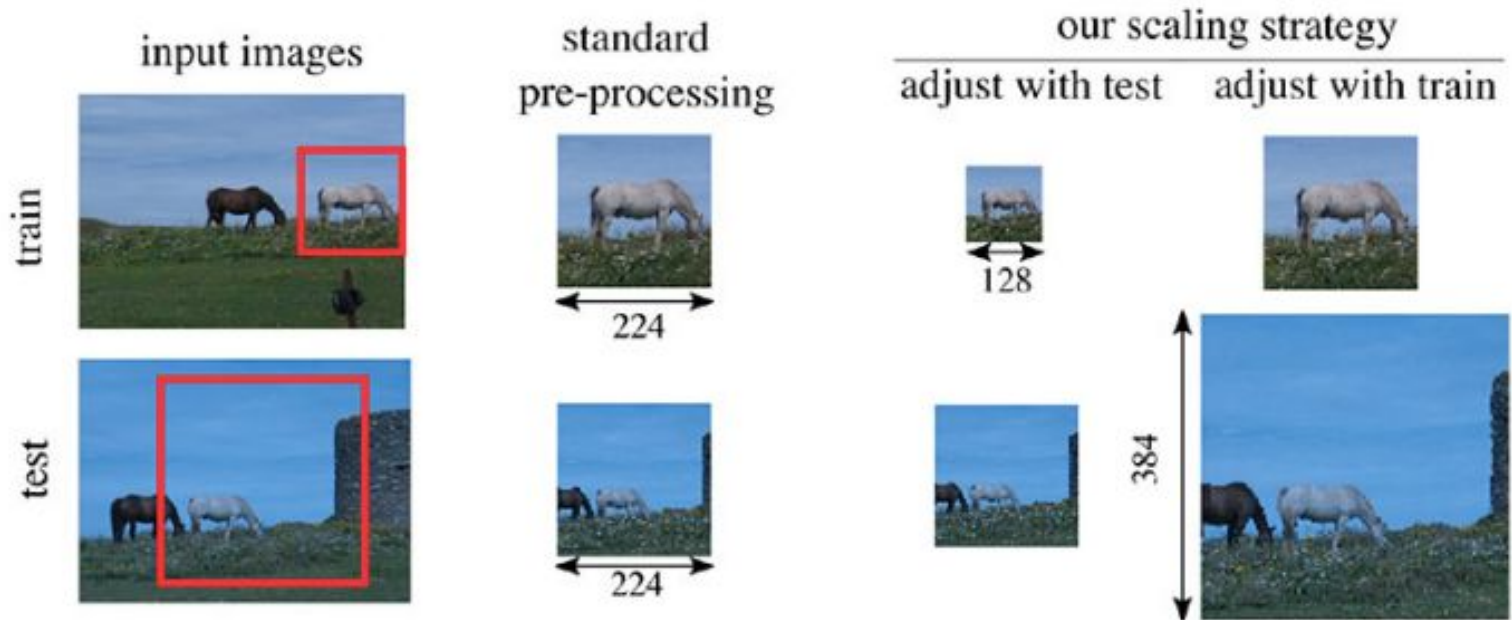 input images
standard
pre-processing
our scaling strategy
adjust with test
adjust with train
train
224
128
test
224
384